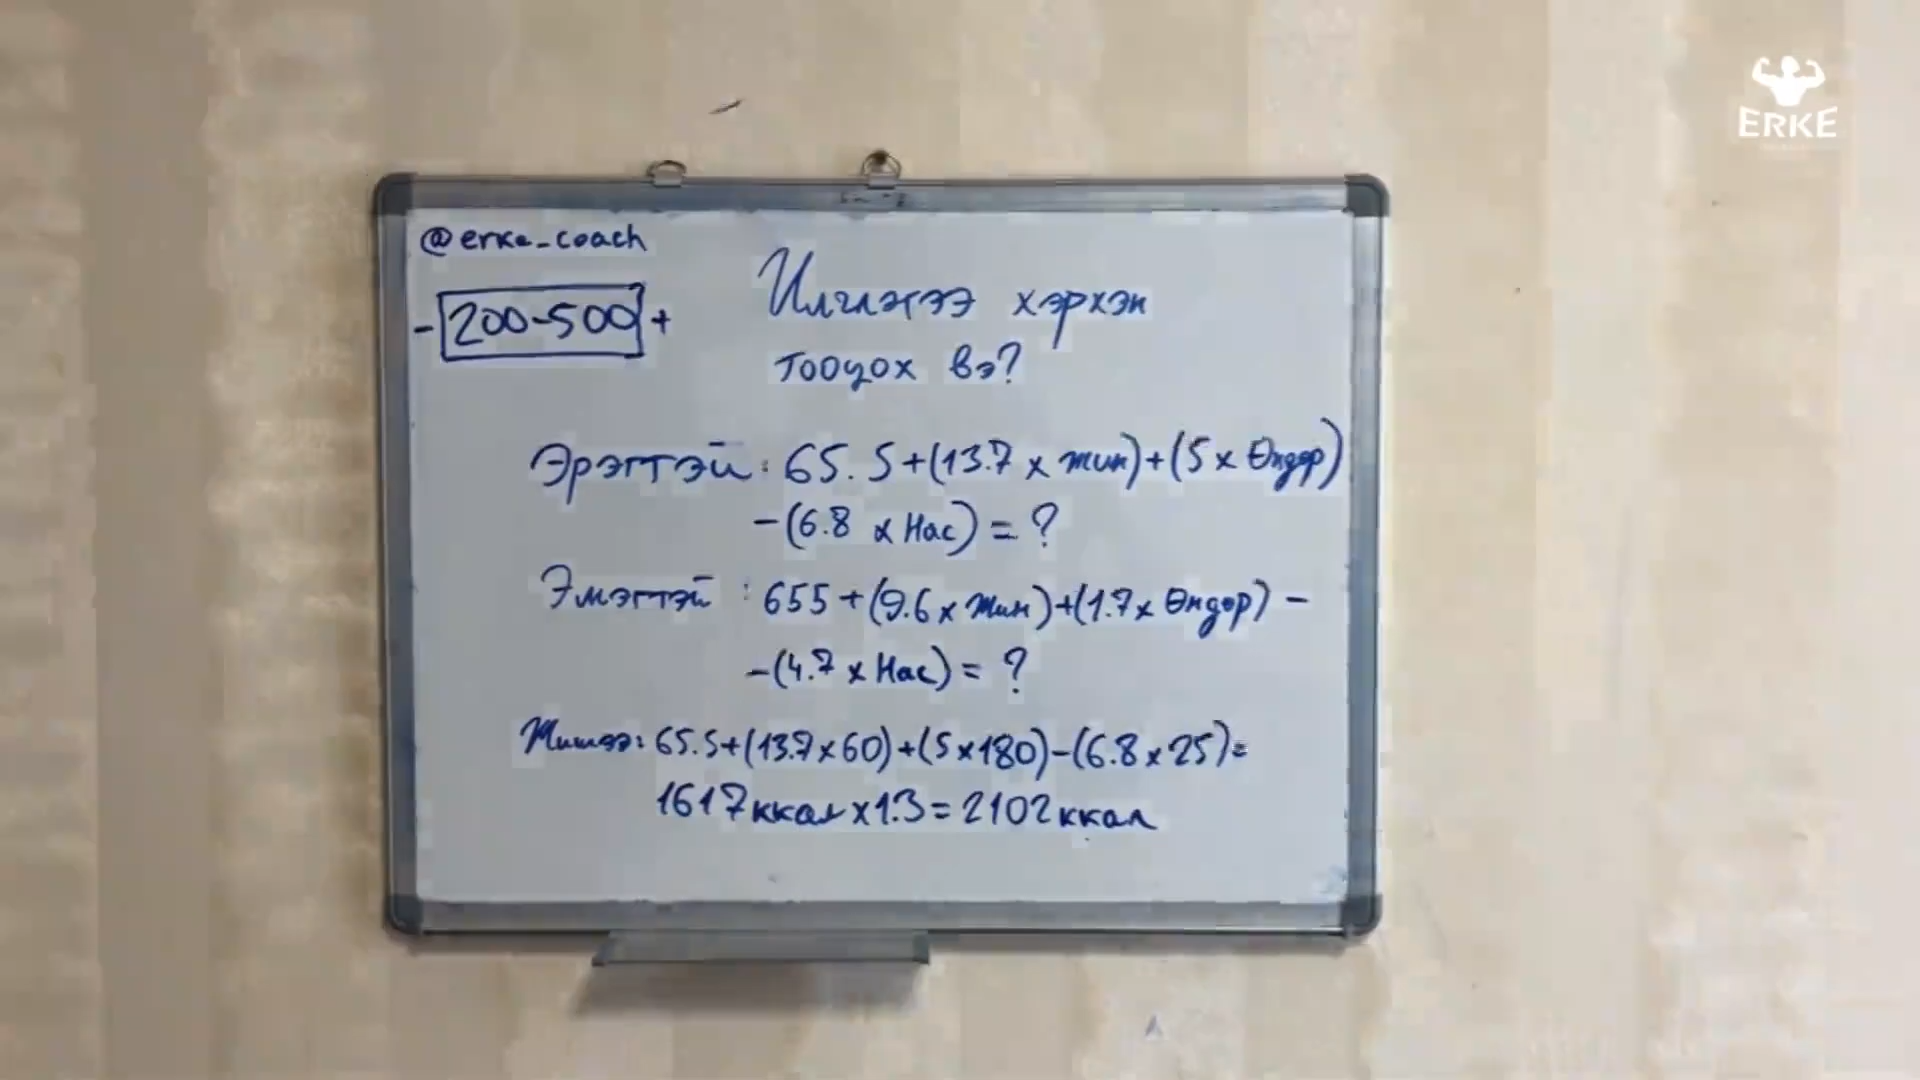 ERKE
@erke_coach
- 200-500 +
Илчлэгээ хэрхэн
тооцох вэ?
Эрэгтэй: 65.5+(13.7 x жин)+(5 x Өндөр)
-(6.8 x Нас) = ?
Эмэгтэй : 655+(9.6 x Жин)+(1.7 x Өндөр) -
-(4.7 x Нас) = ?
Жишээ: 65.5+(13.7x60)+(5x180)-(6.8x25)=
1617ккал x1.3=2102ккал